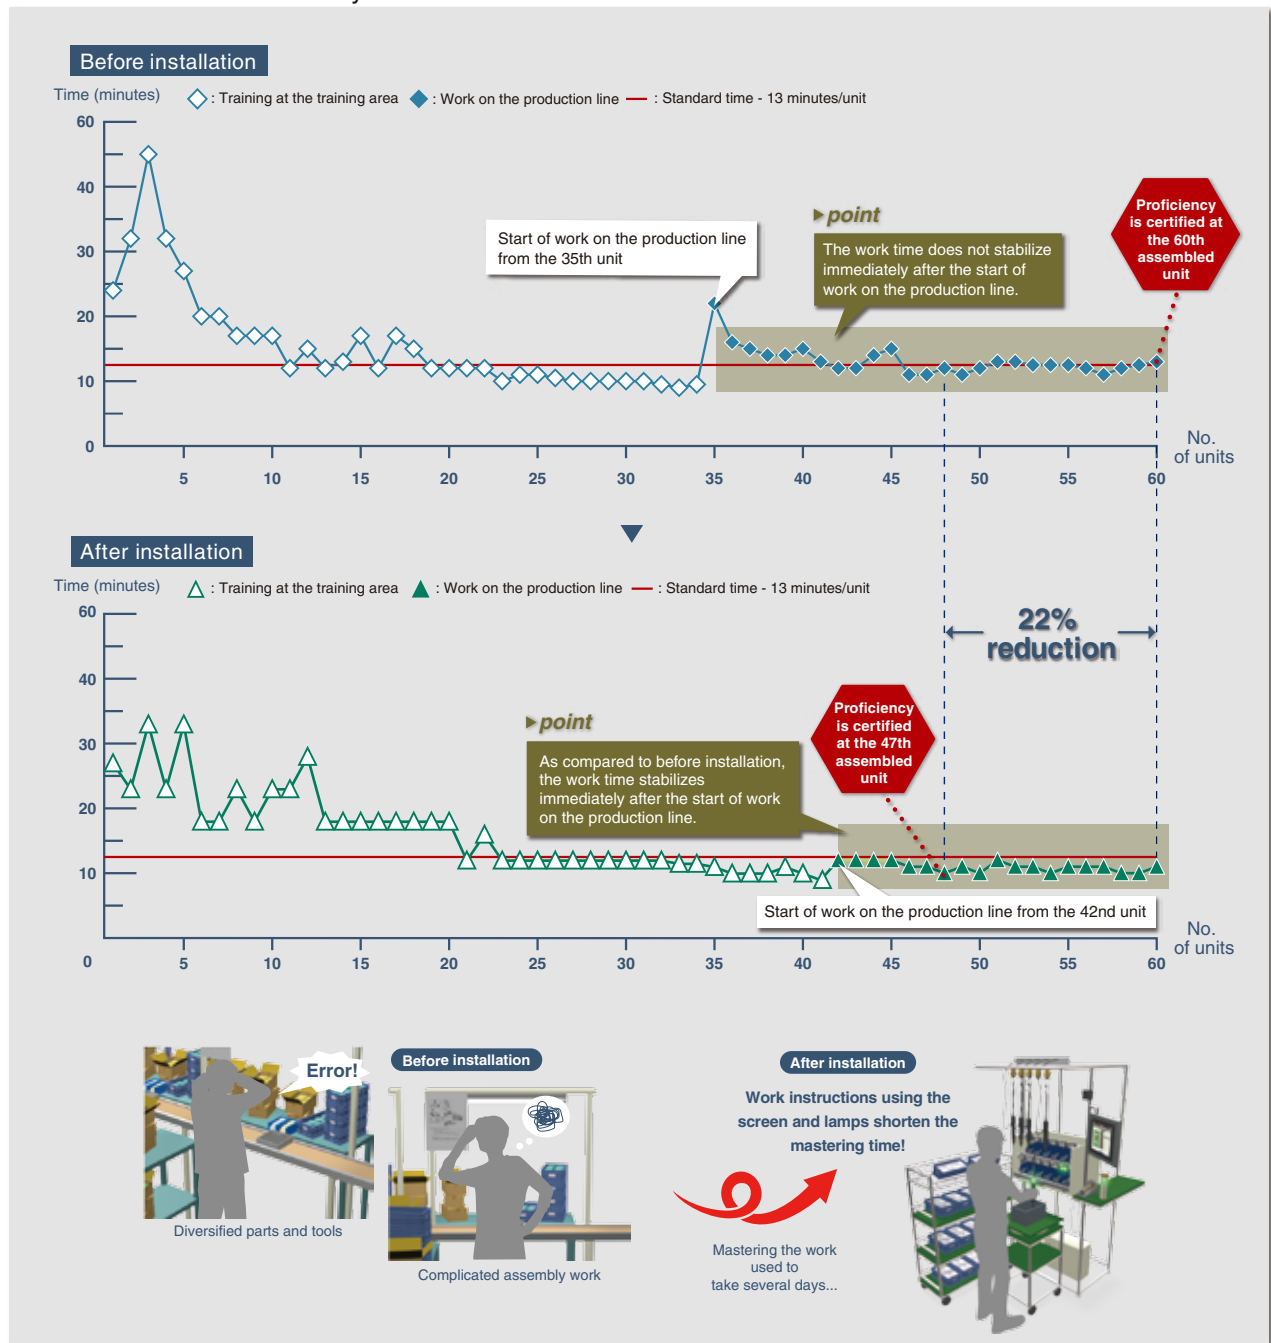 Before installation
Time (minutes)
: Training at the training area
: Work on the production line
: Standard time - 13 minutes/unit
60
40
30
20
10
0
Start of work on the production line
from the 35th unit
point
The work time does not stabilize
immediately after the start of
work on the production line.
Proficiency
is certified at
the 60th
assembled
unit
No.
of units
5 10 15 20 25 30 35 40 45 50 55 60
After installation
Time (minutes)
: Training at the training area
: Work on the production line
: Standard time - 13 minutes/unit
60
40
30
20
10
0
22%
reduction
point
As compared to before installation,
the work time stabilizes
immediately after the start of work
on the production line.
Proficiency
is certified
at the 47th
assembled
unit
Start of work on the production line from the 42nd unit
No.
of units
5 10 15 20 25 30 35 40 45 50 55 60
Error!
Diversified parts and tools
Before installation
Complicated assembly work
After installation
Work instructions using the
screen and lamps shorten the
mastering time!
Mastering the work
used to
take several days...